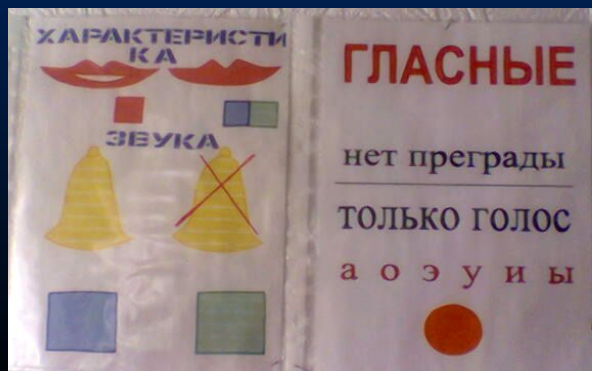 ХАРАКТЕРИСТИ
КА
ЗВУКА
ГЛАСНЫЕ
нет преграды
только голос
а о э у и ы